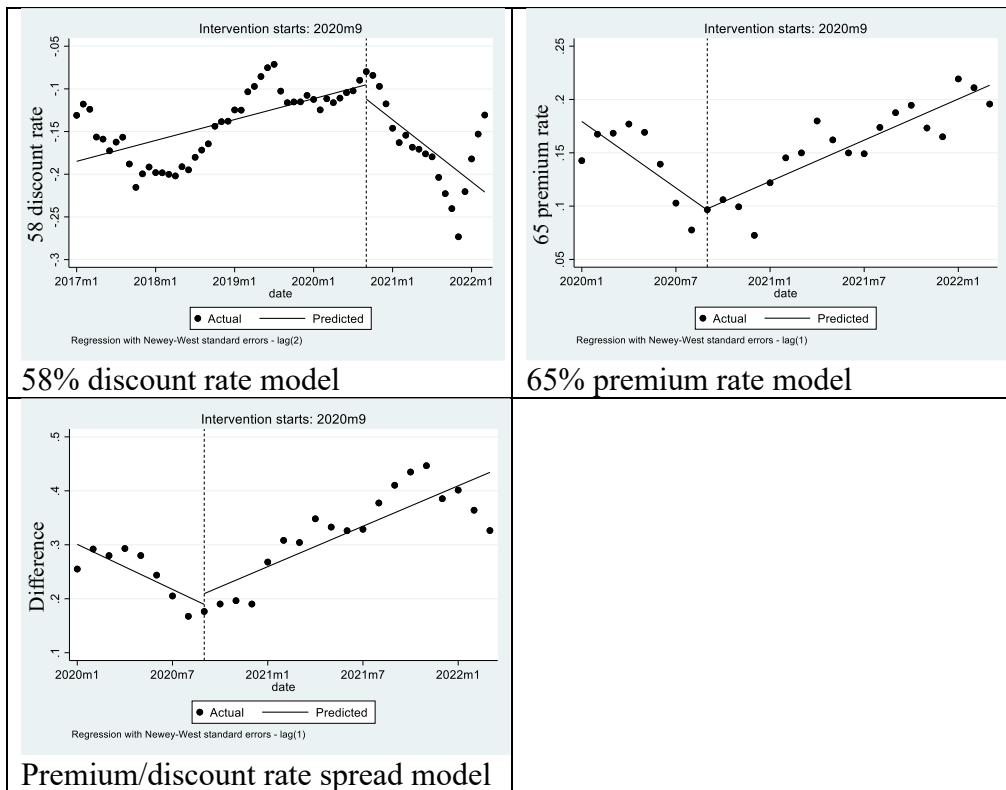 Intervention starts: 2020m9
58 discount rate
-.05
-.1
-.15
-.2
-.25
-.3
2017m1 2018m1 2019m1 2020m1 2021m1 2022m1
date
Actual Predicted
Regression with Newey-West standard errors - lag(2)
58% discount rate model
Intervention starts: 2020m9
65 premium rate
.25
.2
.15
.1
.05
2020m1 2020m7 2021m1 2021m7 2022m1
date
Actual Predicted
Regression with Newey-West standard errors - lag(1)
65% premium rate model
Intervention starts: 2020m9
Difference
.5
.4
.3
.2
.1
2020m1 2020m7 2021m1 2021m7 2022m1
date
Actual Predicted
Regression with Newey-West standard errors - lag(1)
Premium/discount rate spread model